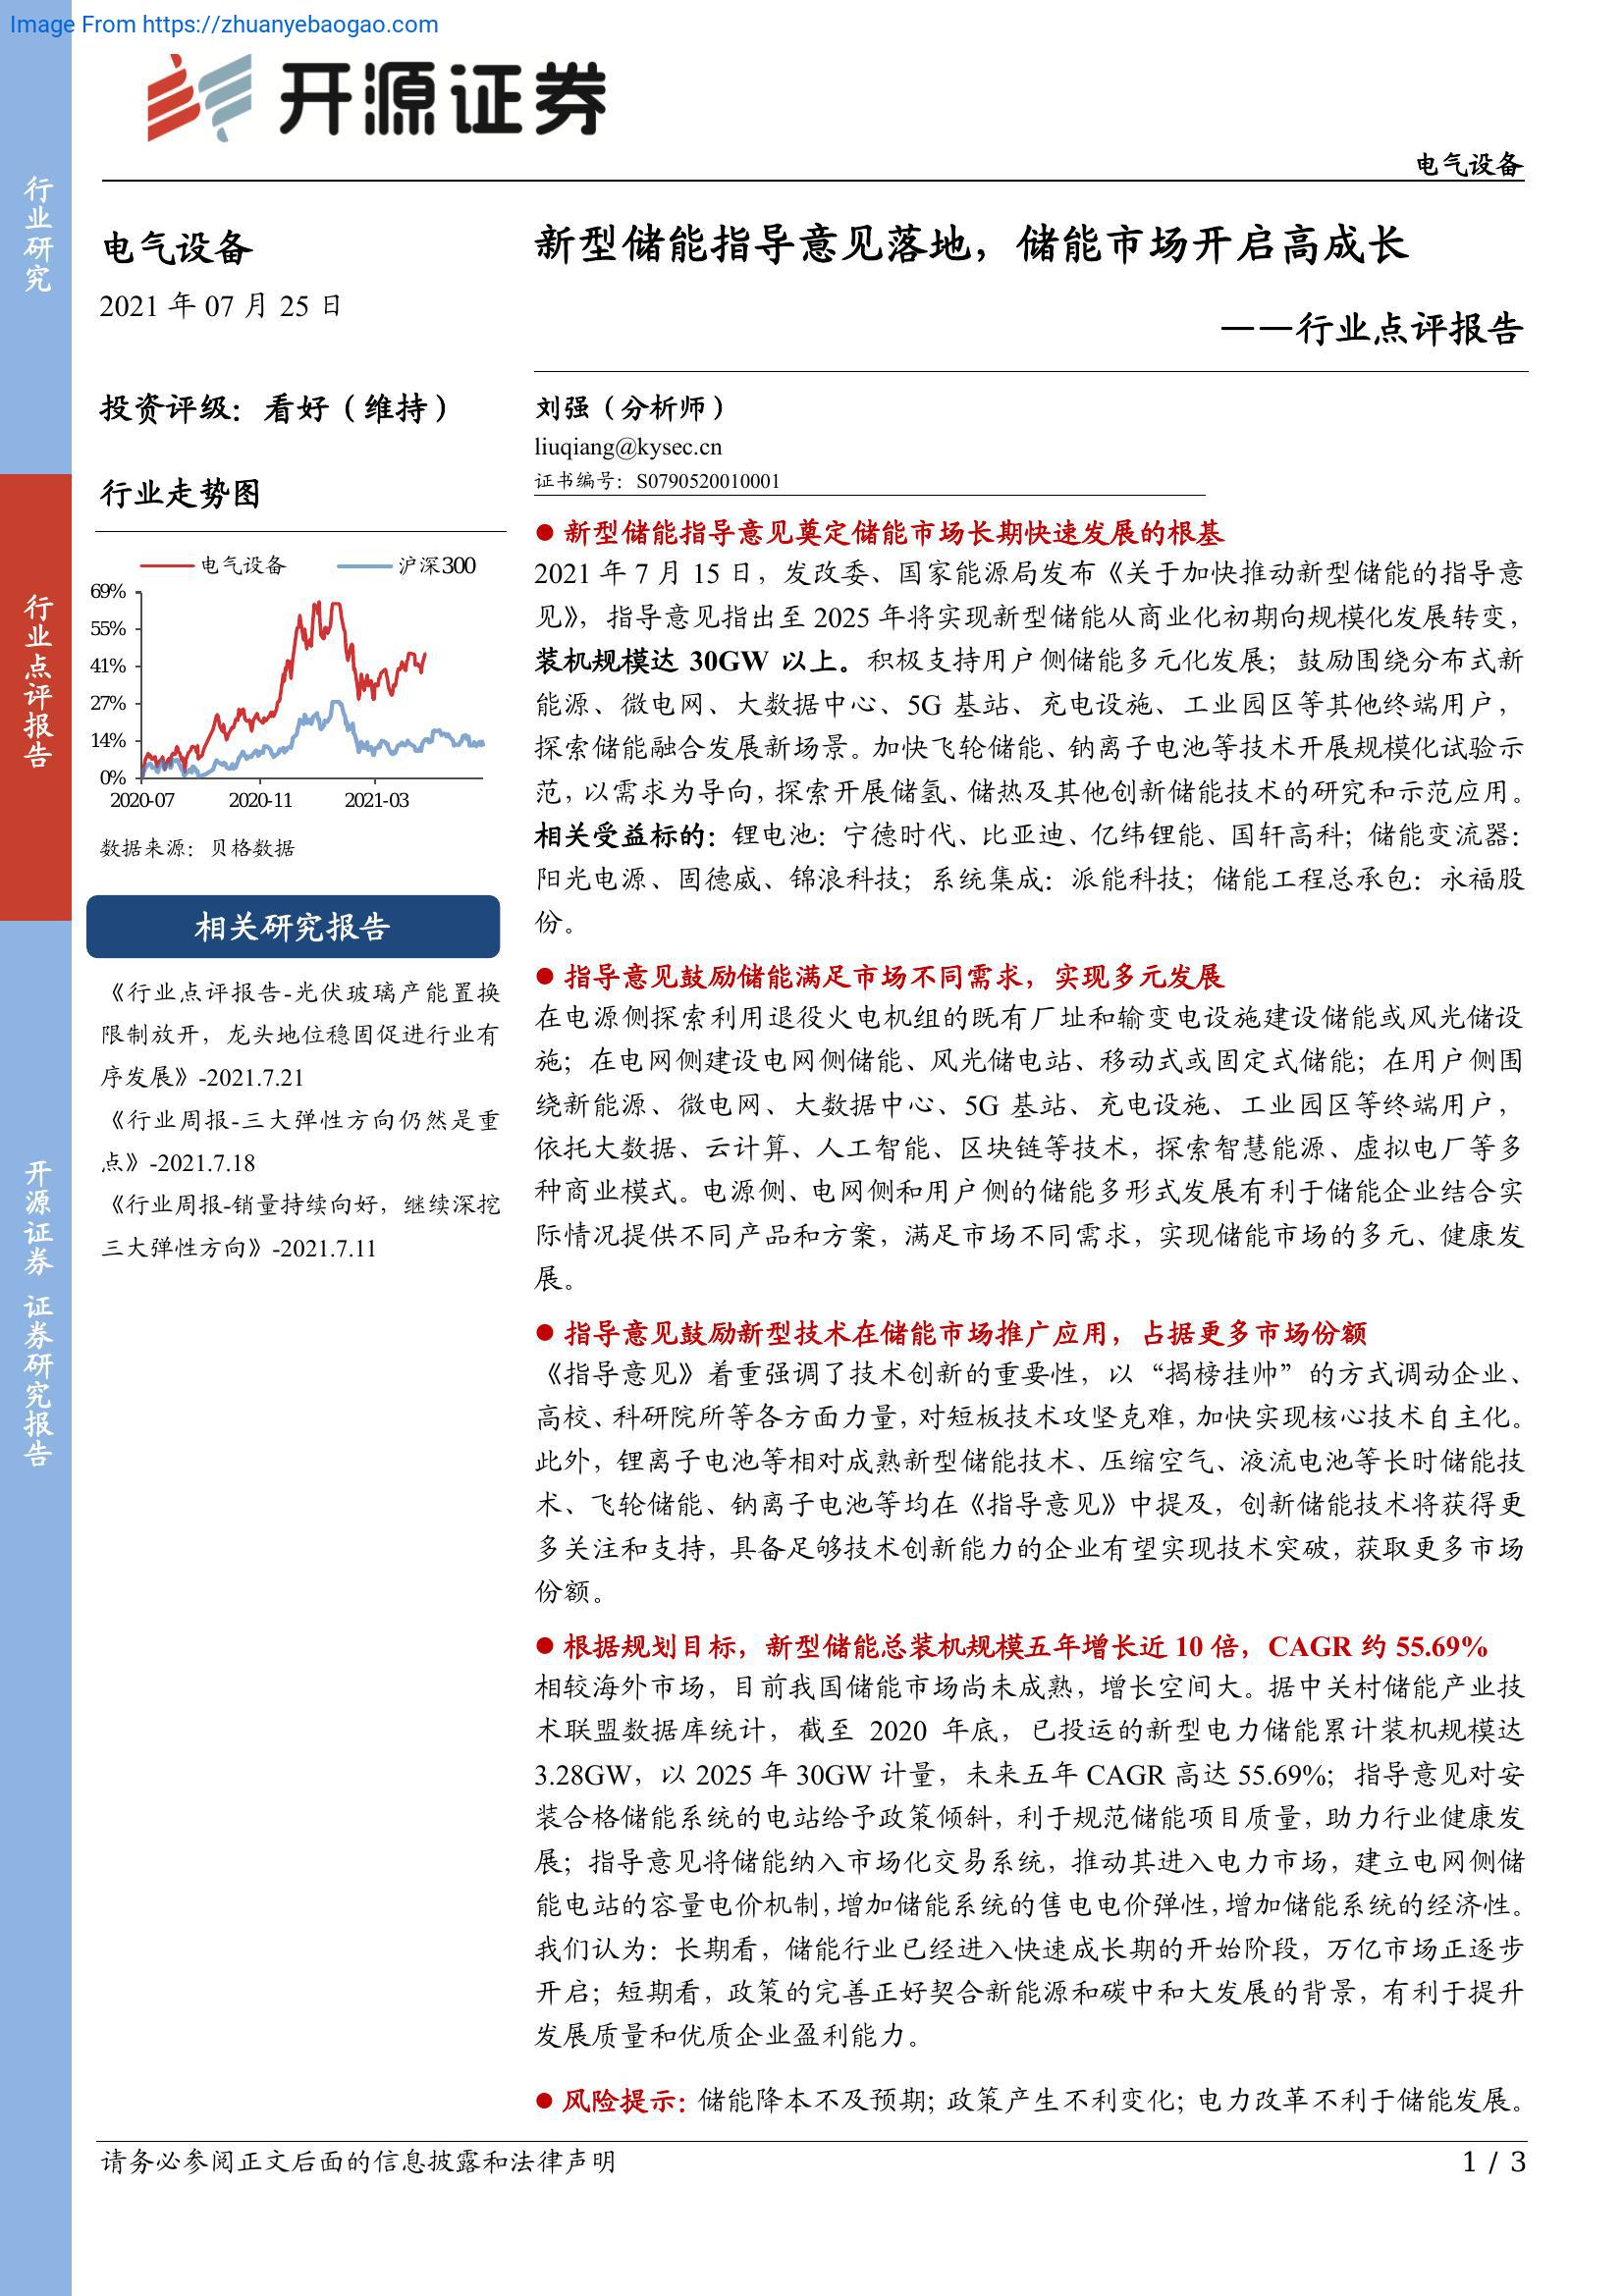 Image From https://zhuanyebaogao.com
开源证券
电气设备
行业研究
行业点评报告
开源证券 证券研究报告
电气设备
2021 年 07 月 25 日
投资评级：看好（维持）
行业走势图
电气设备 沪深300
69%
55%
41%
27%
14%
0%
2020-07 2020-11 2021-03
数据来源：贝格数据
相关研究报告
《行业点评报告-光伏玻璃产能置换
限制放开，龙头地位稳固促进行业有
序发展》-2021.7.21
《行业周报-三大弹性方向仍然是重
点》-2021.7.18
《行业周报-销量持续向好，继续深挖
三大弹性方向》-2021.7.11
新型储能指导意见落地，储能市场开启高成长
——行业点评报告
刘强（分析师）
liuqiang@kysec.cn
证书编号：S0790520010001
● 新型储能指导意见奠定储能市场长期快速发展的根基
2021 年 7 月 15 日，发改委、国家能源局发布《关于加快推动新型储能的指导意
见》，指导意见指出至 2025 年将实现新型储能从商业化初期向规模化发展转变，
装机规模达 30GW 以上。积极支持用户侧储能多元化发展；鼓励围绕分布式新
能源、微电网、大数据中心、5G 基站、充电设施、工业园区等其他终端用户，
探索储能融合发展新场景。加快飞轮储能、钠离子电池等技术开展规模化试验示
范，以需求为导向，探索开展储氢、储热及其他创新储能技术的研究和示范应用。
相关受益标的：锂电池：宁德时代、比亚迪、亿纬锂能、国轩高科；储能变流器：
阳光电源、固德威、锦浪科技；系统集成：派能科技；储能工程总承包：永福股
份。
● 指导意见鼓励储能满足市场不同需求，实现多元发展
在电源侧探索利用退役火电机组的既有厂址和输变电设施建设储能或风光储设
施；在电网侧建设电网侧储能、风光储电站、移动式或固定式储能；在用户侧围
绕新能源、微电网、大数据中心、5G 基站、充电设施、工业园区等终端用户，
依托大数据、云计算、人工智能、区块链等技术，探索智慧能源、虚拟电厂等多
种商业模式。电源侧、电网侧和用户侧的储能多形式发展有利于储能企业结合实
际情况提供不同产品和方案，满足市场不同需求，实现储能市场的多元、健康发
展。
● 指导意见鼓励新型技术在储能市场推广应用，占据更多市场份额
《指导意见》着重强调了技术创新的重要性，以“揭榜挂帅”的方式调动企业、
高校、科研院所等各方面力量，对短板技术攻坚克难，加快实现核心技术自主化。
此外，锂离子电池等相对成熟新型储能技术、压缩空气、液流电池等长时储能技
术、飞轮储能、钠离子电池等均在《指导意见》中提及，创新储能技术将获得更
多关注和支持，具备足够技术创新能力的企业有望实现技术突破，获取更多市场
份额。
● 根据规划目标，新型储能总装机规模五年增长近 10 倍，CAGR 约 55.69%
相较海外市场，目前我国储能市场尚未成熟，增长空间大。据中关村储能产业技
术联盟数据库统计，截至 2020 年底，已投运的新型电力储能累计装机规模达
3.28GW，以 2025 年 30GW 计量，未来五年 CAGR 高达 55.69%；指导意见对安
装合格储能系统的电站给予政策倾斜，利于规范储能项目质量，助力行业健康发
展；指导意见将储能纳入市场化交易系统，推动其进入电力市场，建立电网侧储
能电站的容量电价机制，增加储能系统的售电电价弹性，增加储能系统的经济性。
我们认为：长期看，储能行业已经进入快速成长期的开始阶段，万亿市场正逐步
开启；短期看，政策的完善正好契合新能源和碳中和大发展的背景，有利于提升
发展质量和优质企业盈利能力。
● 风险提示：储能降本不及预期；政策产生不利变化；电力改革不利于储能发展。
请务必参阅正文后面的信息披露和法律声明
1 / 3